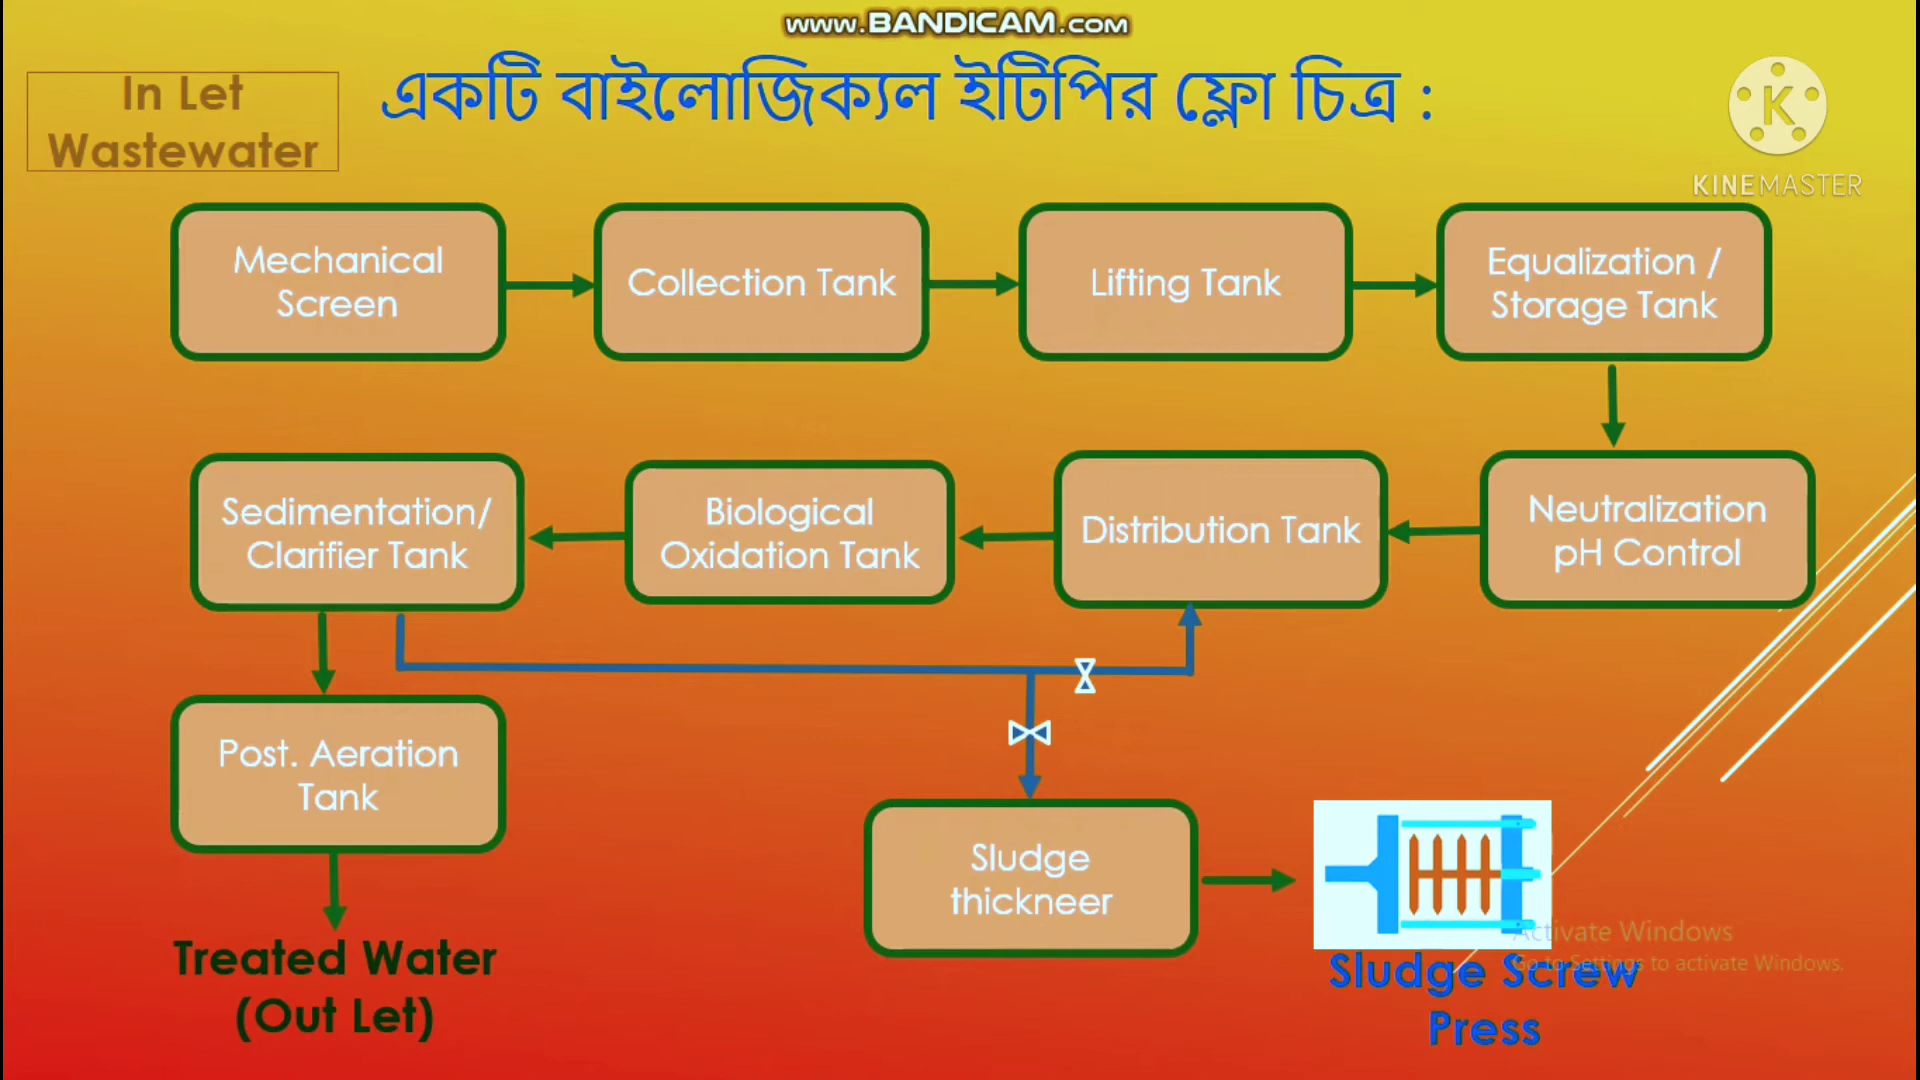 www.BANDICAM.com
In Let
Wastewater
একটি বাইলোজিক্যল ইটিপির ফ্লো চিত্র :
K
KINEMASTER
Mechanical
Screen
Collection Tank
Lifting Tank
Equalization /
Storage Tank
Sedimentation/
Clarifier Tank
Biological
Oxidation Tank
Distribution Tank
Neutralization
pH Control
Post. Aeration
Tank
Sludge
thickneer
Treated Water
(Out Let)
Sludge Screw
Press
Activate Windows
Go to Settings to activate Windows.